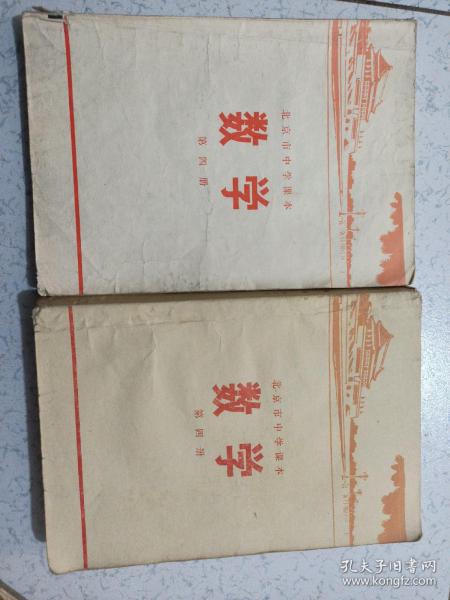 北京市中学课本
数学
第四册
北京市中学课本
数学
第四册
孔夫子旧书网
www.kongfz.com